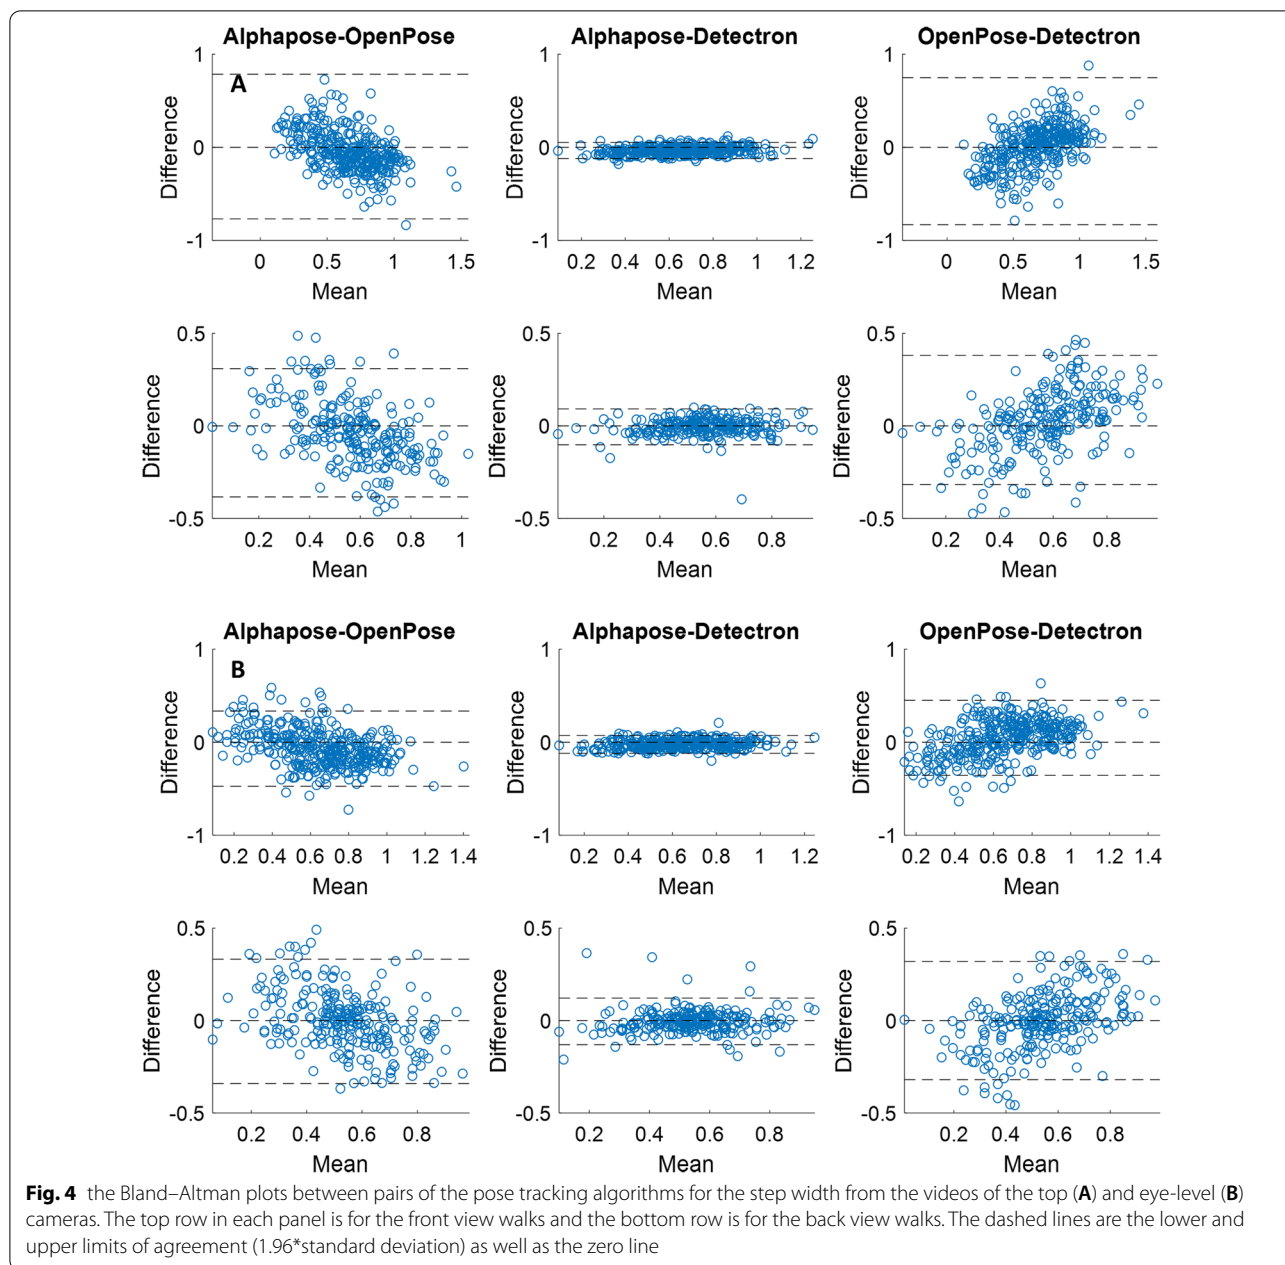 Alphapose-OpenPose Alphapose-Detectron OpenPose-Detectron
A
1 1 1
Difference Difference Difference
0 0 0
-1 -1 -1
0 0.5 1 1.5 0.2 0.4 0.6 0.8 1 1.2 0 0.5 1 1.5
Mean Mean Mean
0.5 0.5 0.5
Difference Difference Difference
0 0 0
-0.5 -0.5 -0.5
0.2 0.4 0.6 0.8 1 0.2 0.4 0.6 0.8 0.2 0.4 0.6 0.8
Mean Mean Mean
Alphapose-OpenPose Alphapose-Detectron OpenPose-Detectron
1 1 1
B
Difference Difference Difference
0 0 0
-1 -1 -1
0.2 0.4 0.6 0.8 1 1.2 1.4 0.2 0.4 0.6 0.8 1 1.2 0.2 0.4 0.6 0.8 1 1.2 1.4
Mean Mean Mean
0.5 0.5 0.5
Difference Difference Difference
0 0 0
-0.5 -0.5 -0.5
0.2 0.4 0.6 0.8 0.2 0.4 0.6 0.8 0.2 0.4 0.6 0.8
Mean Mean Mean
Fig. 4 the Bland–Altman plots between pairs of the pose tracking algorithms for the step width from the videos of the top (A) and eye-level (B)
cameras. The top row in each panel is for the front view walks and the bottom row is for the back view walks. The dashed lines are the lower and
upper limits of agreement (1.96*standard deviation) as well as the zero line